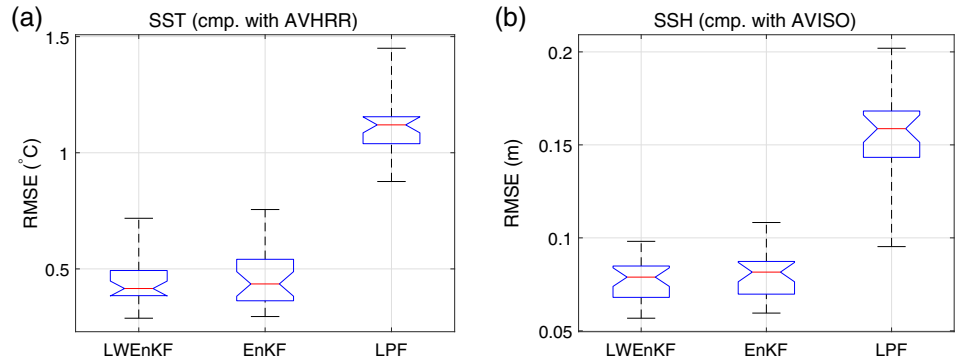 (a)
SST (cmp. with AVHRR)
1.5
1
0.5
RMSE (°C)
LWEnKF
EnKF
LPF
(b)
SSH (cmp. with AVISO)
0.2
0.15
0.1
0.05
RMSE (m)
LWEnKF
EnKF
LPF